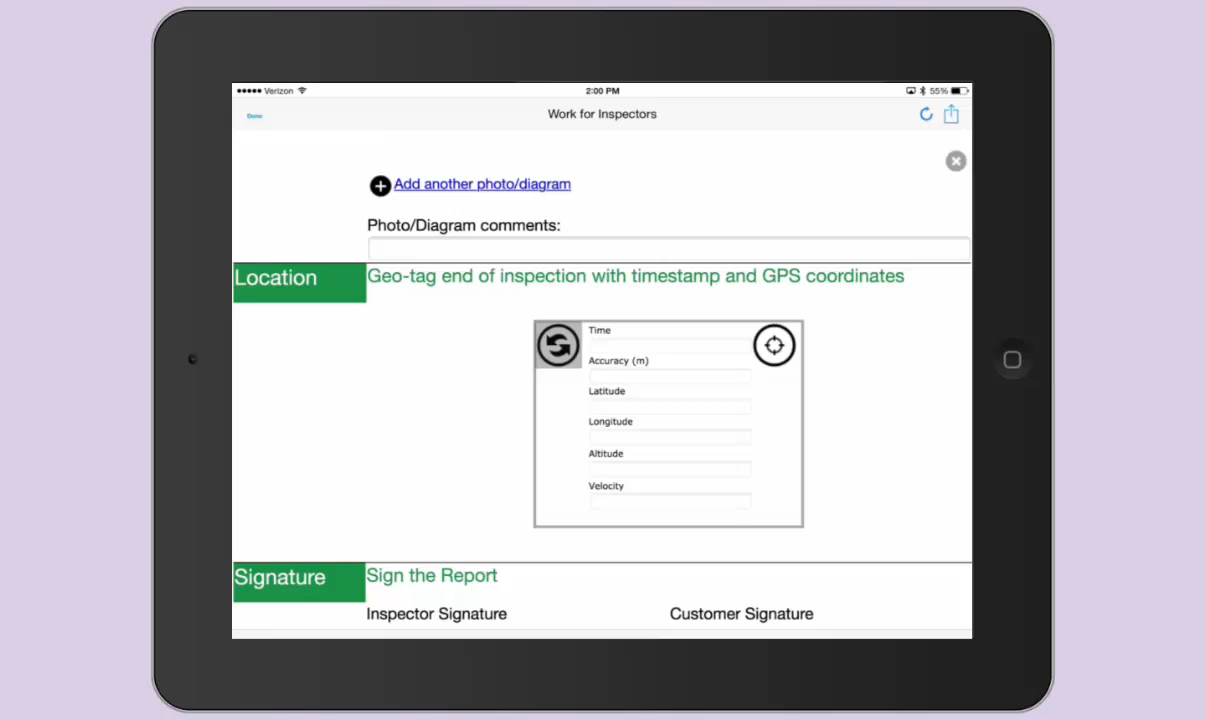 Verizon 2:00 PM 55%
Done Work for Inspectors
Add another photo/diagram
Photo/Diagram comments:
Location Geo-tag end of inspection with timestamp and GPS coordinates
Time
Accuracy (m)
Latitude
Longitude
Altitude
Velocity
Signature Sign the Report
Inspector Signature Customer Signature